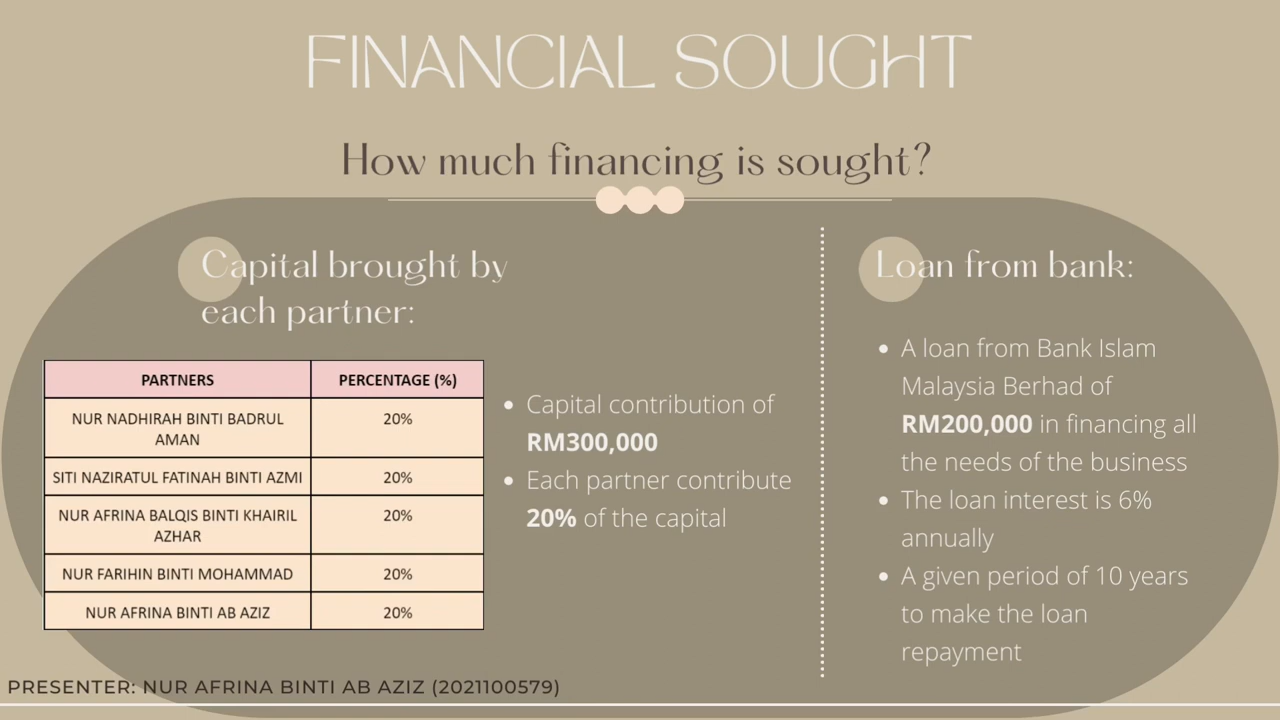 FINANCIAL SOUGHT
How much financing is sought?
Capital brought by
each partner:
PARTNERS PERCENTAGE (%)
NUR NADHIRAH BINTI BADRUL
AMAN
20%
SITI NAZIRATUL FATINAH BINTI AZMI 20%
NUR AFRINA BALQIS BINTI KHAIRIL
AZHAR
20%
NUR FARIHIN BINTI MOHAMMAD 20%
NUR AFRINA BINTI AB AZIZ 20%
• Capital contribution of
RM300,000
• Each partner contribute
20% of the capital
Loan from bank:
• A loan from Bank Islam
Malaysia Berhad of
RM200,000 in financing all
the needs of the business
• The loan interest is 6%
annually
• A given period of 10 years
to make the loan
repayment
PRESENTER: NUR AFRINA BINTI AB AZIZ (2021100579)